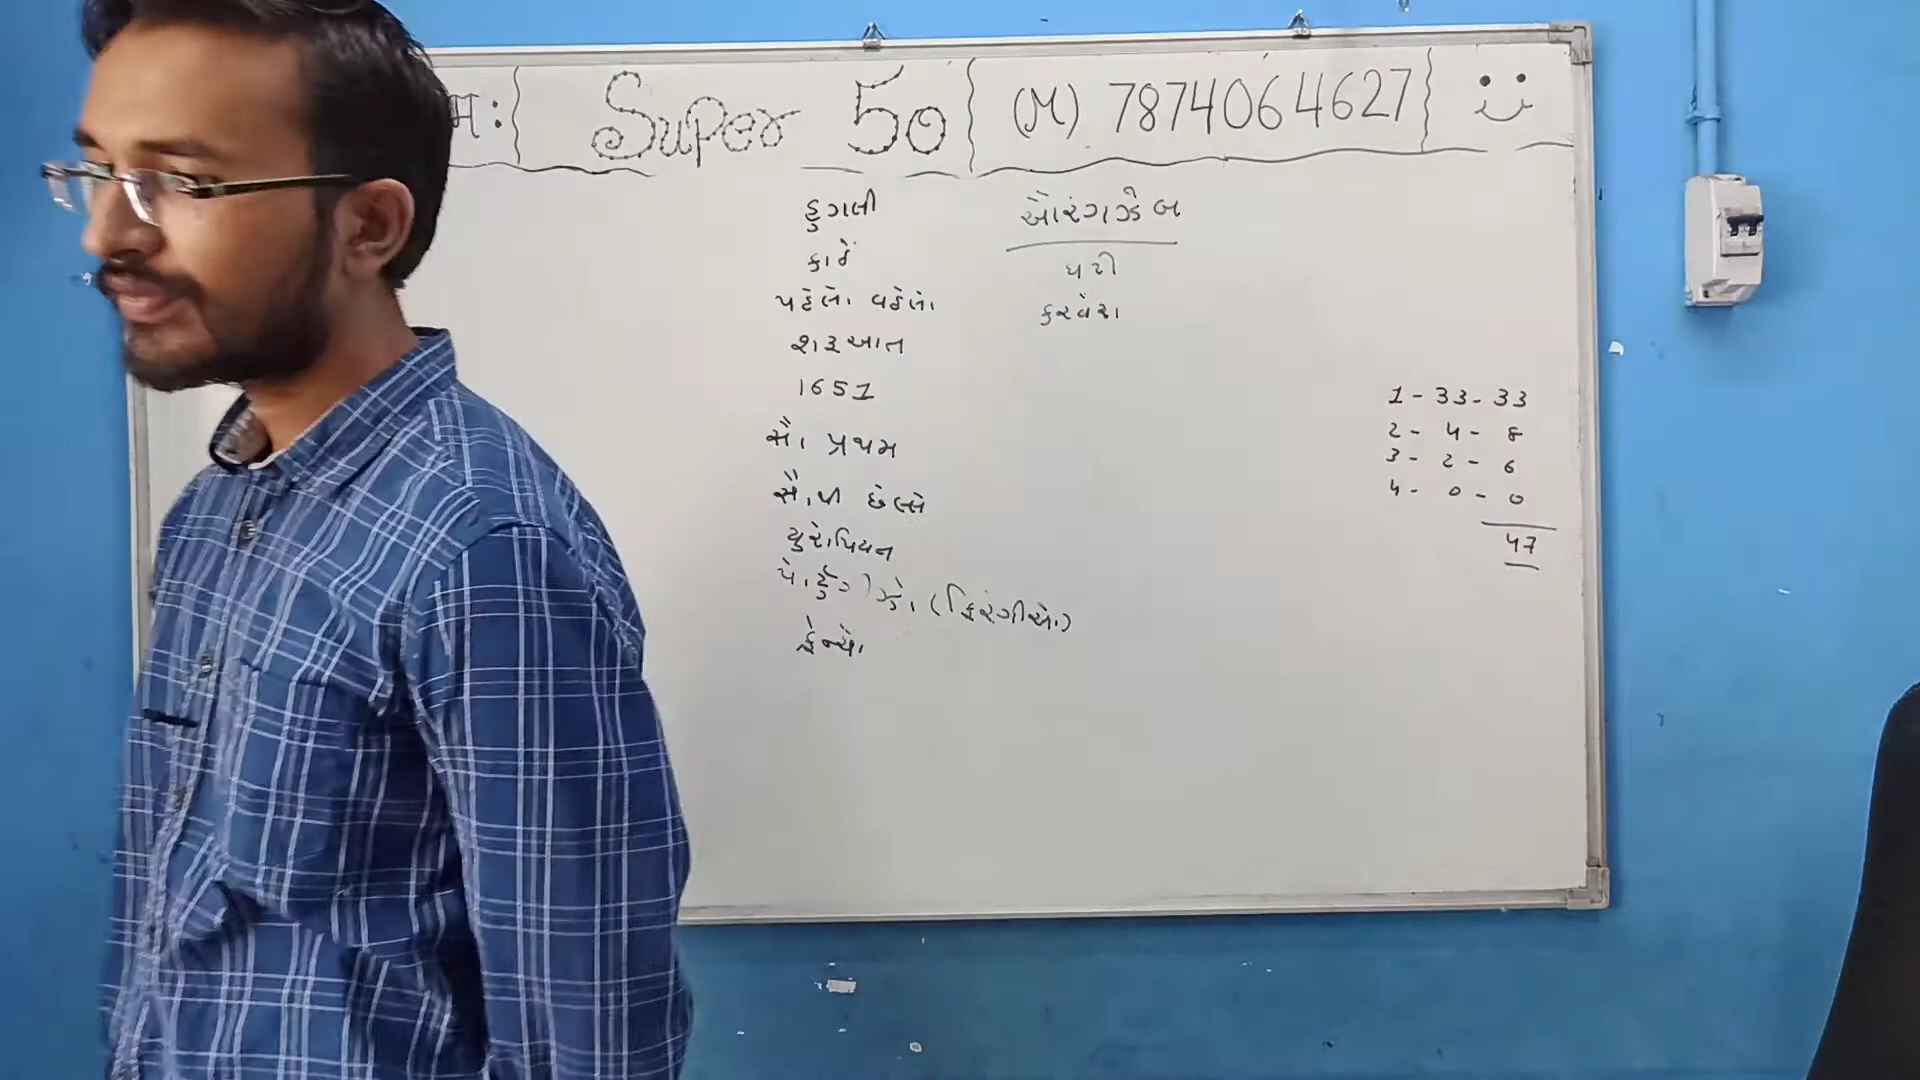 मः Super 50 (M) 7874064627
હુગલી
કાંઠે
પહેલો વહેલો
શરૂઆત
1651
સૌ પ્રથમ
સૌથી છેલ્લે
યુરોપિયન
પોર્ટુગીઝો (ફિરંગીઓ)
ફ્રેન્ચો
ઔરંગઝેબ
કરવેરા
1 - 33 - 33
2 - 4 - 8
3 - 2 - 6
4 - 0 - 0
47